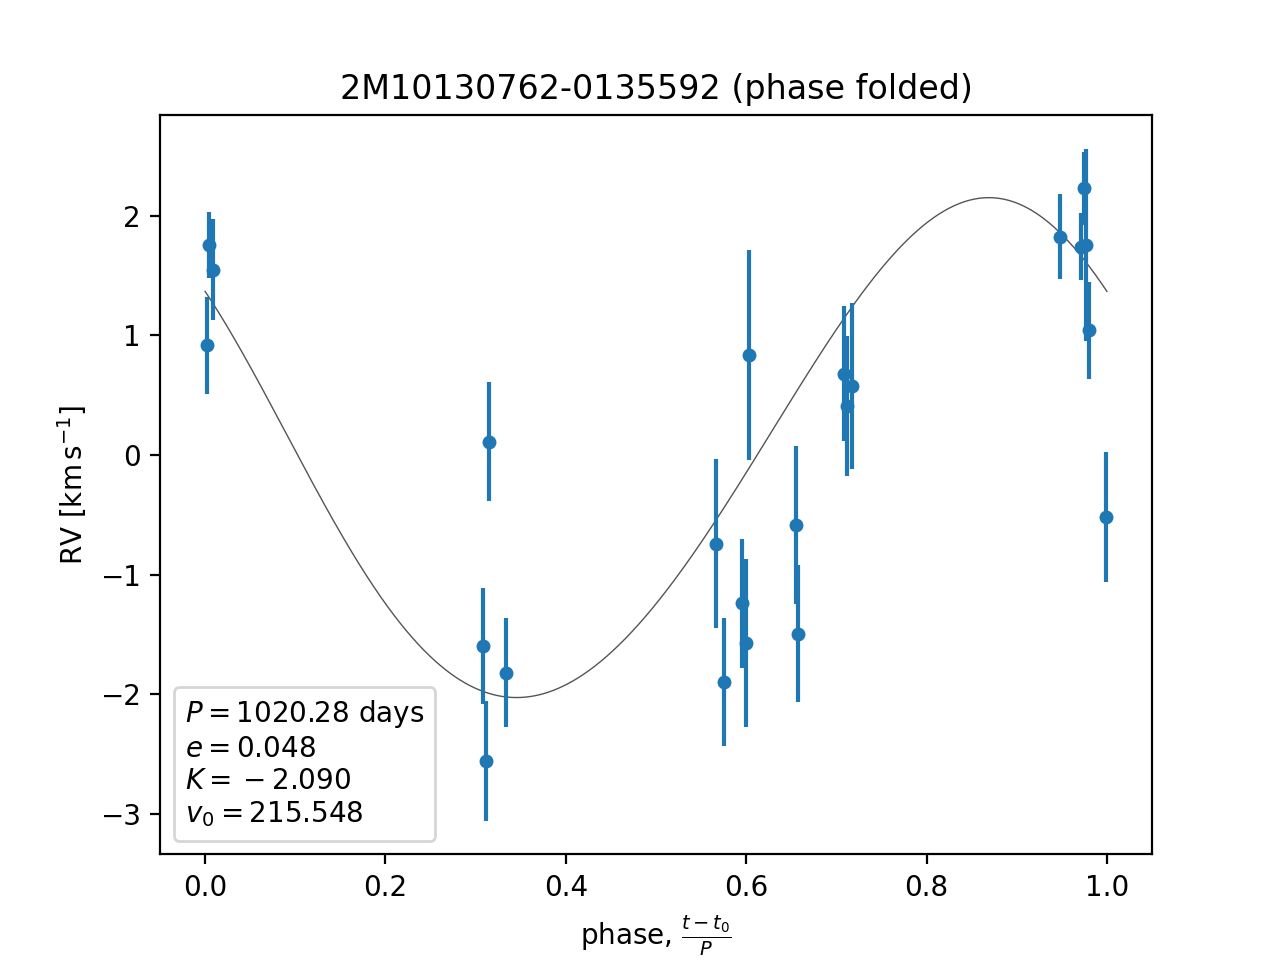 2M10130762-0135592 (phase folded)
RV [km s⁻¹]
2
1
0
−1
−2
−3
P = 1020.28 days
e = 0.048
K = −2.090
v₀ = 215.548
0.0 0.2 0.4 0.6 0.8 1.0
phase, (t − t₀)/P